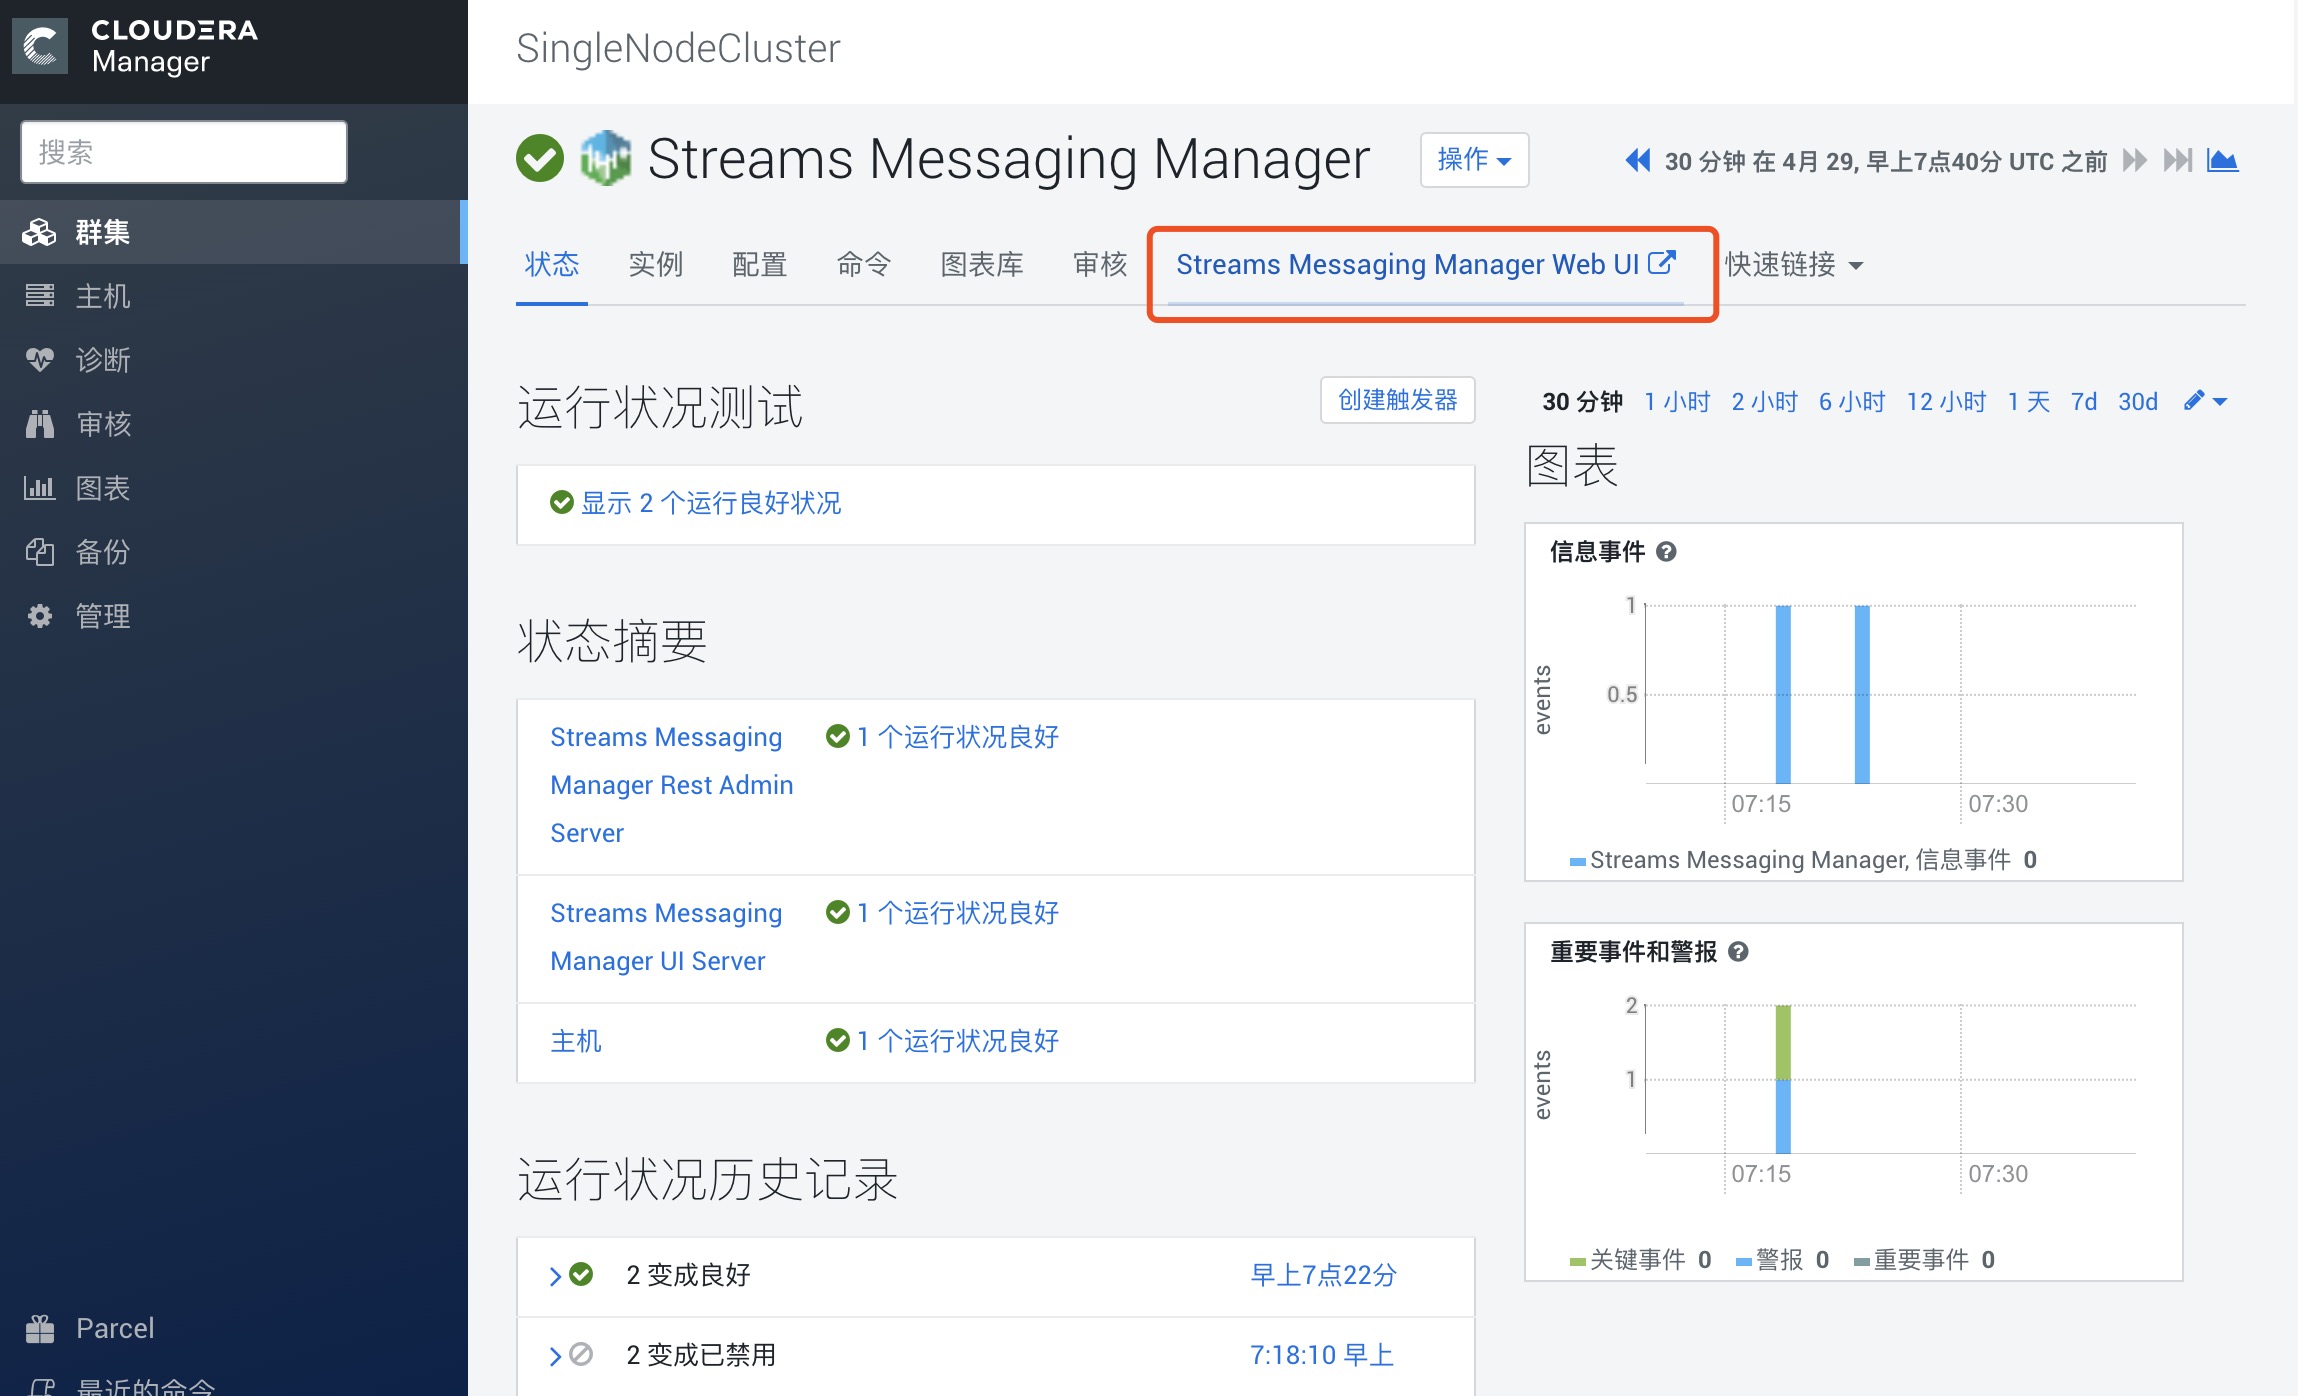 CLOUDERA
Manager
搜索
群集
主机
诊断
审核
图表
备份
管理
Parcel
最近的命令
SingleNodeCluster
Streams Messaging Manager
操作
30 分钟 在 4月 29, 早上7点40分 UTC 之前
状态 实例 配置 命令 图表库 审核 Streams Messaging Manager Web UI 快速链接
运行状况测试
创建触发器
显示 2 个运行良好状况
状态摘要
Streams Messaging Manager Rest Admin Server
1 个运行状况良好
Streams Messaging Manager UI Server
1 个运行状况良好
主机
1 个运行状况良好
运行状况历史记录
2 变成良好 早上7点22分
2 变成已禁用 7:18:10 早上
30 分钟 1 小时 2 小时 6 小时 12 小时 1 天 7d 30d
图表
信息事件
1
0.5
events
07:15 07:30
Streams Messaging Manager, 信息事件 0
重要事件和警报
2
1
events
07:15 07:30
关键事件 0 警报 0 重要事件 0